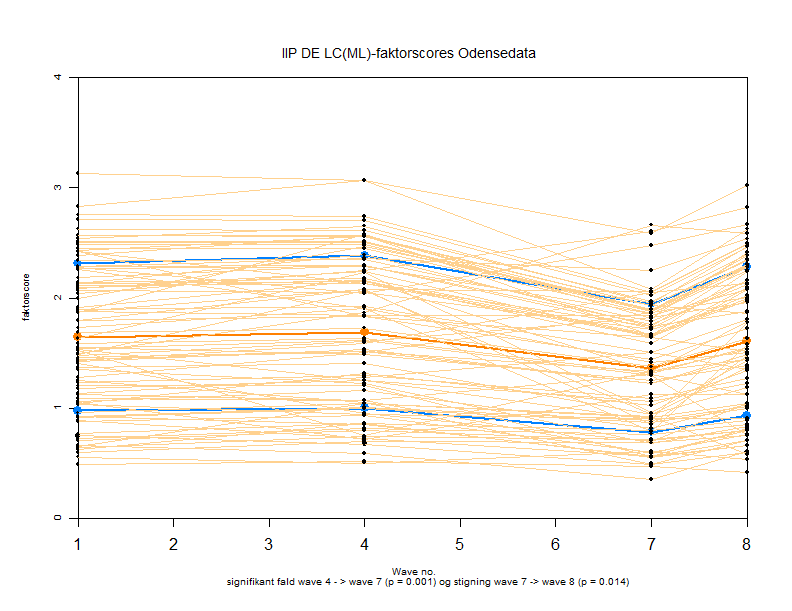 IIP DE LC(ML)-faktorscores Odensedata
4
3
2
1
0
faktorscore
1 2 3 4 5 6 7 8
Wave no.
signifikant fald wave 4 - > wave 7 (p = 0.001) og stigning wave 7 -> wave 8 (p = 0.014)